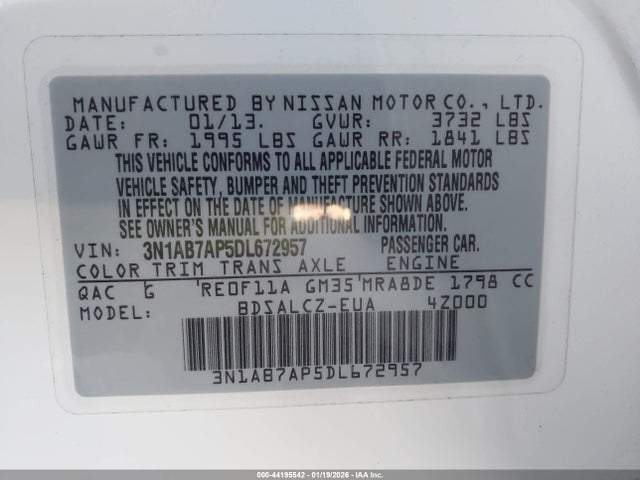 MANUFACTURED BY NISSAN MOTOR CO., LTD.
DATE: 01/13. GVWR: 3732 LBS
GAWR FR: 1995 LBS GAWR RR: 1841 LBS
THIS VEHICLE CONFORMS TO ALL APPLICABLE FEDERAL MOTOR
VEHICLE SAFETY, BUMPER AND THEFT PREVENTION STANDARDS
IN EFFECT ON THE DATE OF MANUFACTURE SHOWN ABOVE.
SEE OWNER'S MANUAL FOR ADDITIONAL INFORMATION.
VIN: 3N1AB7AP5DL672957 PASSENGER CAR.
COLOR TRIM TRANS AXLE ENGINE
QAC G RE0F11A GM35 MRA8DE 1798 CC
MODEL: BDSALCZ-EUA 4Z000
3N1AB7AP5DL672957
000-44195542 - 01/19/2026 - IAA Inc.